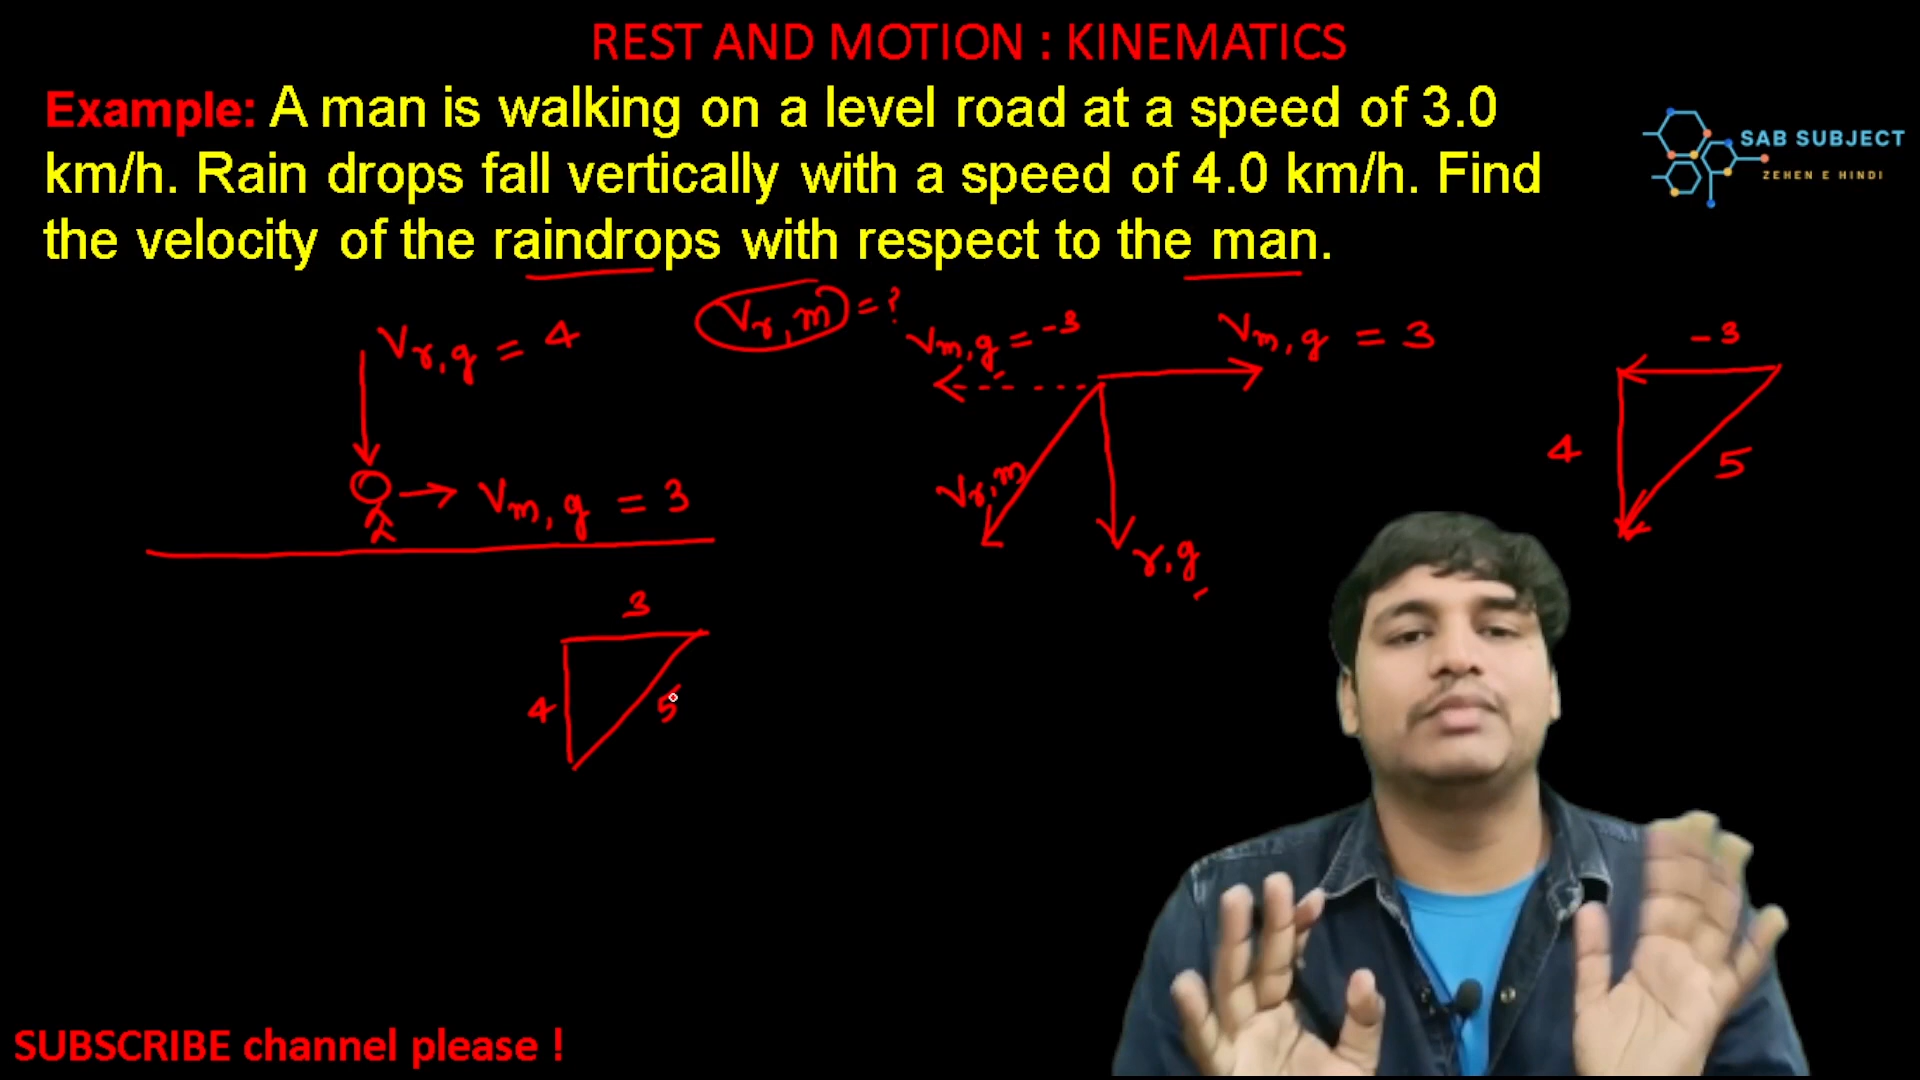 REST AND MOTION : KINEMATICS
Example: A man is walking on a level road at a speed of 3.0
km/h. Rain drops fall vertically with a speed of 4.0 km/h. Find
the velocity of the raindrops with respect to the man.
SAB SUBJECT
ZEHEN E HINDI
Vr,g = 4
Vr,m = ?
Vm,g = -3
Vm,g = 3
-3
4
5
Vm,g = 3
Vr,m
r,g
3
4
5
SUBSCRIBE channel please !